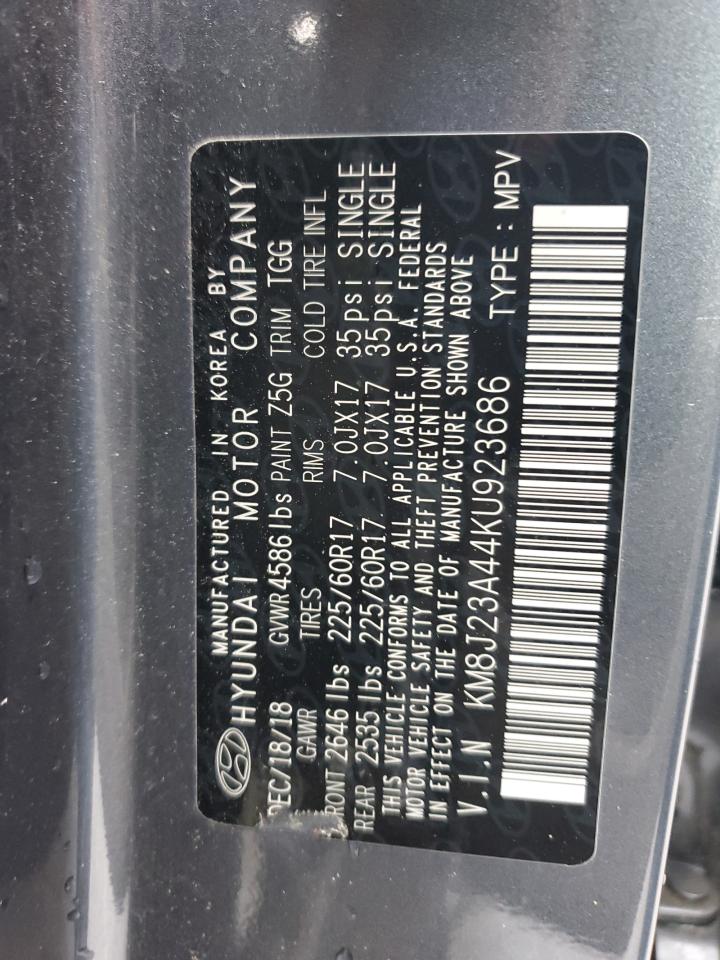 MANUFACTURED IN KOREA BY
HYUNDAI MOTOR COMPANY
DEC/18/18 GVWR 4586 lbs PAINT Z5G TRIM TGG
GAWR TIRES RIMS COLD TIRE INFL
FRONT 2646 lbs 225/60R17 7.0JX17 35psi SINGLE
REAR 2535 lbs 225/60R17 7.0JX17 35psi SINGLE
THIS VEHICLE CONFORMS TO ALL APPLICABLE U.S.A. FEDERAL
MOTOR VEHICLE SAFETY AND THEFT PREVENTION STANDARDS
IN EFFECT ON THE DATE OF MANUFACTURE SHOWN ABOVE
V.I.N KM8J23A44KU923686 TYPE : MPV